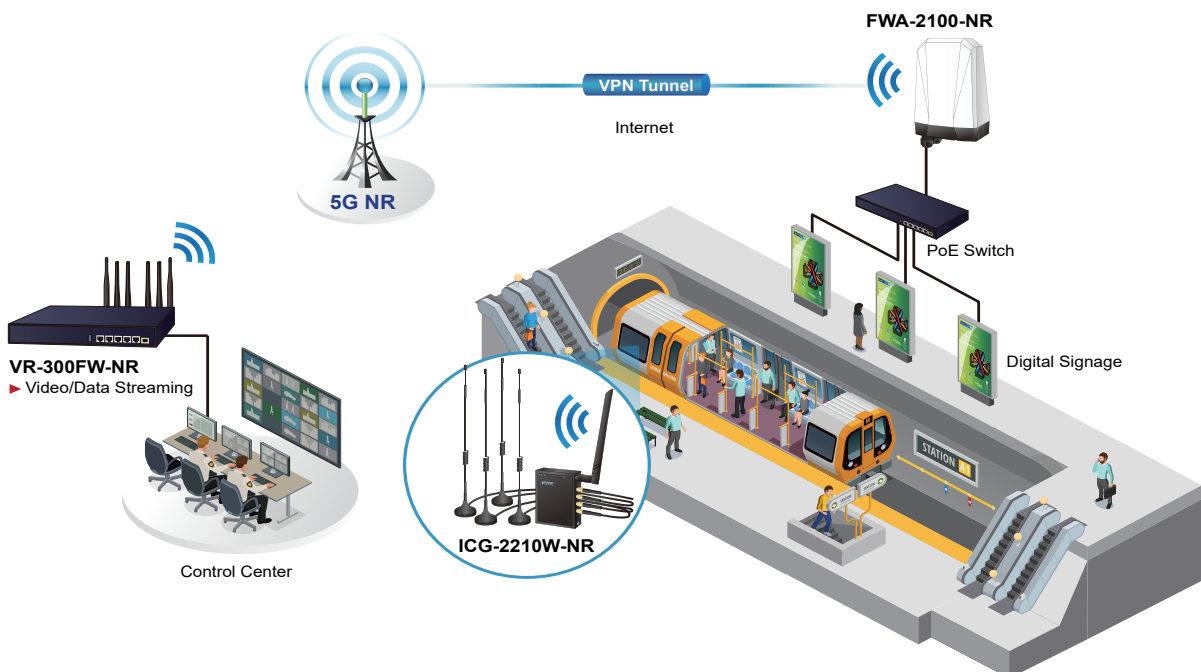 FWA-2100-NR
VPN Tunnel
Internet
5G NR
PoE Switch
VR-300FW-NR
Video/Data Streaming
Digital Signage
STATION A1
ICG-2210W-NR
Control Center